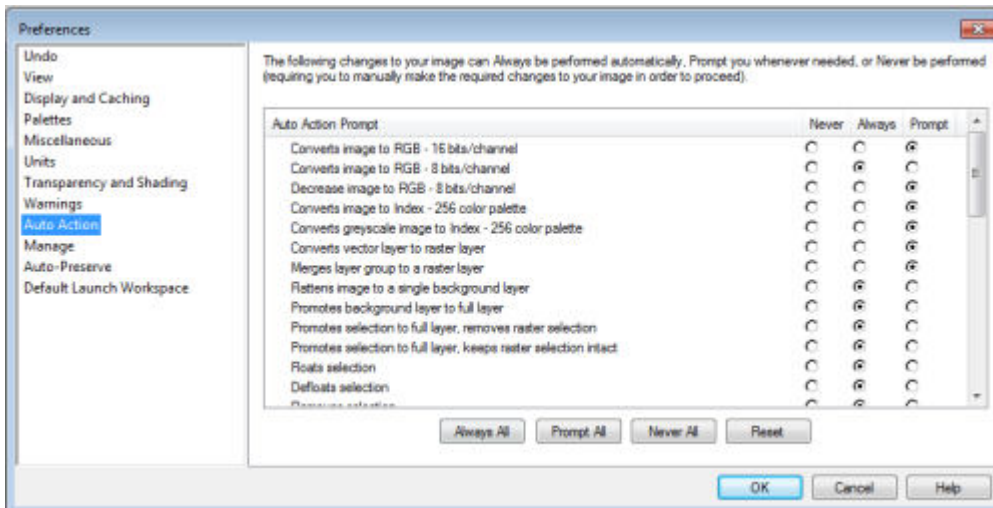 Preferences
Undo
View
Display and Caching
Palettes
Miscellaneous
Units
Transparency and Shading
Warnings
Auto Action
Manage
Auto-Preserve
Default Launch Workspace
The following changes to your image can Always be performed automatically, Prompt you whenever needed, or Never be performed
(requiring you to manually make the required changes to your image in order to proceed).
Auto Action Prompt Never Always Prompt
Converts image to RGB - 16 bits/channel
Converts image to RGB - 8 bits/channel
Decrease image to RGB - 8 bits/channel
Converts image to Index - 256 color palette
Converts greyscale image to Index - 256 color palette
Converts vector layer to raster layer
Merges layer group to a raster layer
Flattens image to a single background layer
Promotes background layer to full layer
Promotes selection to full layer, removes raster selection
Promotes selection to full layer, keeps raster selection intact
Floats selection
Defloats selection
Removes selection
Always All Prompt All Never All Reset
OK Cancel Help